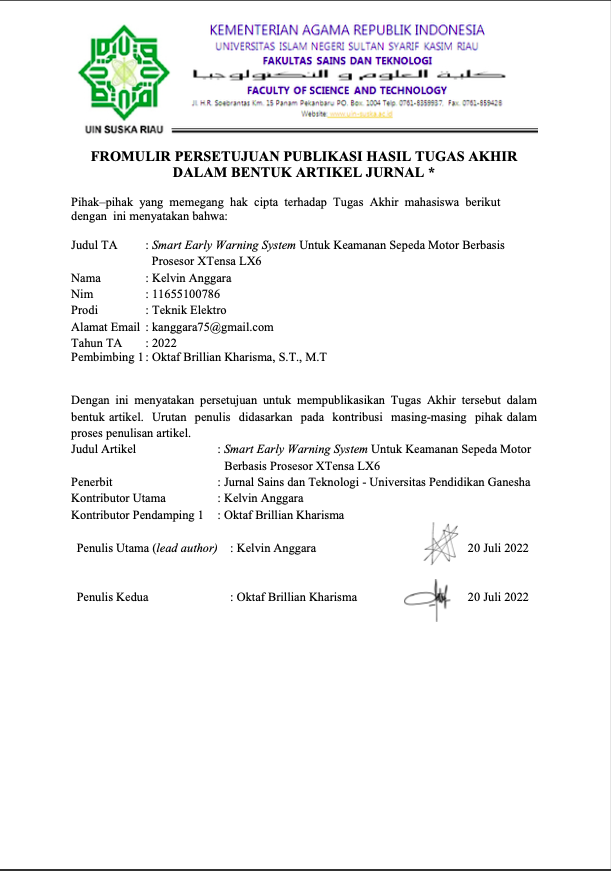 KEMENTERIAN AGAMA REPUBLIK INDONESIA
UNIVERSITAS ISLAM NEGERI SULTAN SYARIF KASIM RIAU
FAKULTAS SAINS DAN TEKNOLOGI
كلية العلوم و التكنولوجيا
FACULTY OF SCIENCE AND TECHNOLOGY
Jl. H.R. Soebrantas Km. 15 Panam Pekanbaru PO. Box. 1004 Telp. 0761-8359937, Fax. 0761-859428
Website: www.uin-suska.ac.id
UIN SUSKA RIAU
FROMULIR PERSETUJUAN PUBLIKASI HASIL TUGAS AKHIR
DALAM BENTUK ARTIKEL JURNAL *
Pihak–pihak yang memegang hak cipta terhadap Tugas Akhir mahasiswa berikut
dengan ini menyatakan bahwa:
Judul TA : Smart Early Warning System Untuk Keamanan Sepeda Motor Berbasis
Prosesor XTensa LX6
Nama : Kelvin Anggara
Nim : 11655100786
Prodi : Teknik Elektro
Alamat Email : kanggara75@gmail.com
Tahun TA : 2022
Pembimbing 1 : Oktaf Brillian Kharisma, S.T., M.T
Dengan ini menyatakan persetujuan untuk mempublikasikan Tugas Akhir tersebut dalam
bentuk artikel. Urutan penulis didasarkan pada kontribusi masing-masing pihak dalam
proses penulisan artikel.
Judul Artikel : Smart Early Warning System Untuk Keamanan Sepeda Motor
Berbasis Prosesor XTensa LX6
Penerbit : Jurnal Sains dan Teknologi - Universitas Pendidikan Ganesha
Kontributor Utama : Kelvin Anggara
Kontributor Pendamping 1 : Oktaf Brillian Kharisma
Penulis Utama (lead author) : Kelvin Anggara 20 Juli 2022
Penulis Kedua : Oktaf Brillian Kharisma 20 Juli 2022